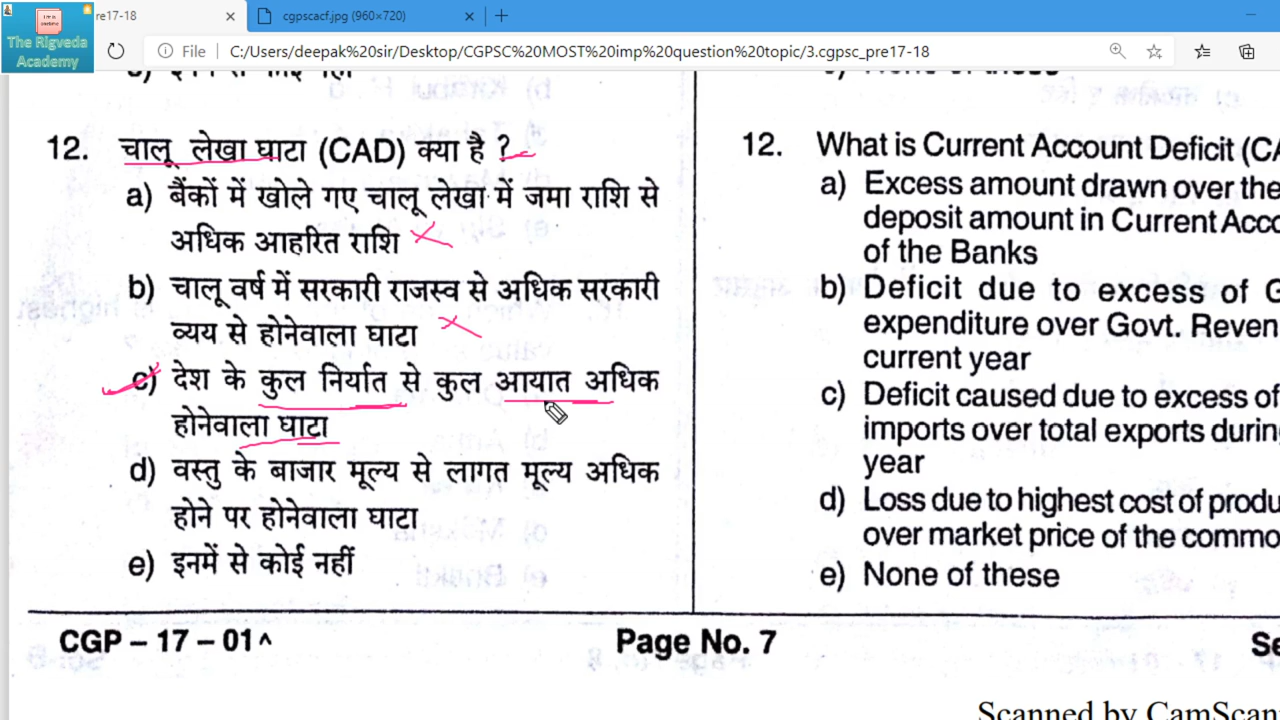 The Rigveda
Academy
re17-18
cgpscacf.jpg (960×720)
File
C:/Users/deepak%20sir/Desktop/CGPSC%20MOST%20imp%20question%20topic/3.cgpsc_pre17-18
12. चालू लेखा घाटा (CAD) क्या है ?
a) बैंकों में खोले गए चालू लेखा में जमा राशि से
अधिक आहरित राशि
b) चालू वर्ष में सरकारी राजस्व से अधिक सरकारी
व्यय से होनेवाला घाटा
c) देश के कुल निर्यात से कुल आयात अधिक
होनेवाला घाटा
d) वस्तु के बाजार मूल्य से लागत मूल्य अधिक
होने पर होनेवाला घाटा
e) इनमें से कोई नहीं
12. What is Current Account Deficit (CA
a) Excess amount drawn over the
deposit amount in Current Acco
of the Banks
b) Deficit due to excess of G
expenditure over Govt. Reven
current year
c) Deficit caused due to excess of
imports over total exports during
year
d) Loss due to highest cost of produ
over market price of the commo
e) None of these
CGP – 17 – 01^
Page No. 7
Se
Scanned by CamScan